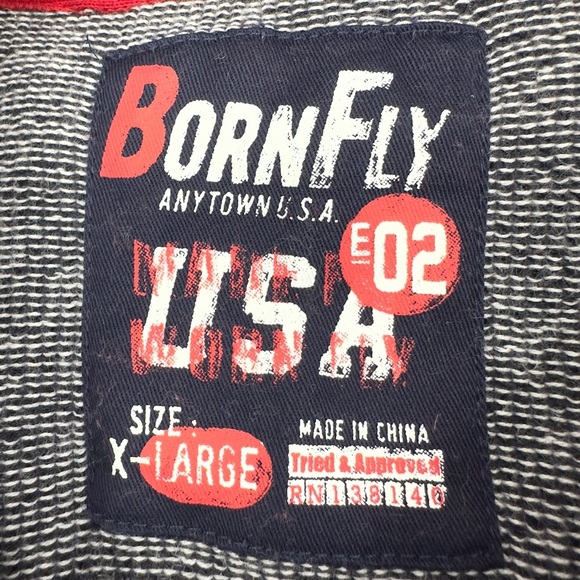 BORNFLY
ANYTOWN U.S.A.
E02
USA
SIZE:
X-LARGE
MADE IN CHINA
Tried & Approved
RN138140